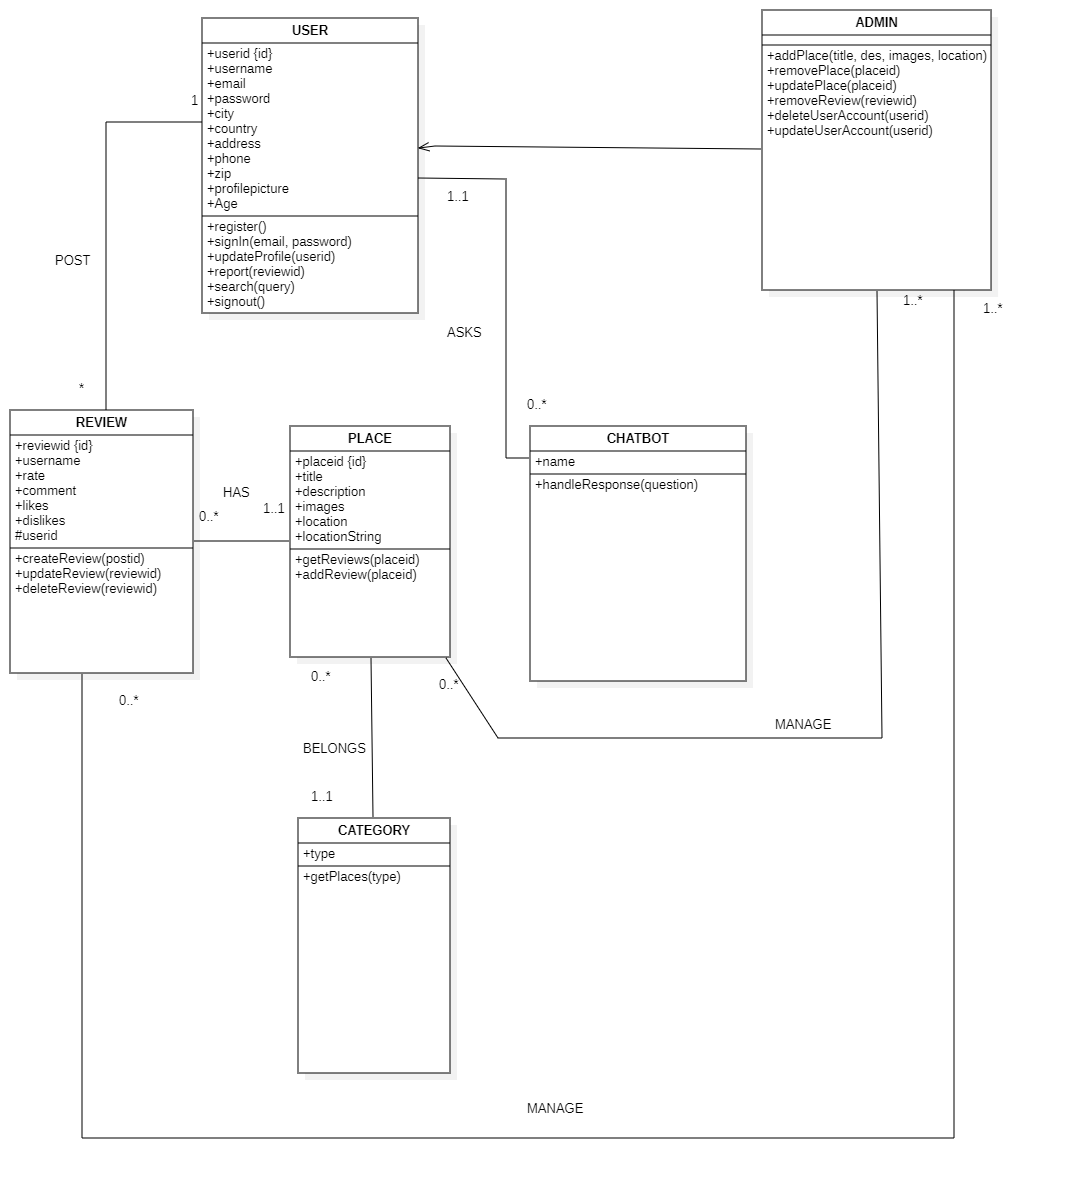 USER
+userid {id}
+username
+email
+password
+city
+country
+address
+phone
+zip
+profilepicture
+Age
+register()
+signIn(email, password)
+updateProfile(userid)
+report(reviewid)
+search(query)
+signout()
ADMIN
+addPlace(title, des, images, location)
+removePlace(placeid)
+updatePlace(placeid)
+removeReview(reviewid)
+deleteUserAccount(userid)
+updateUserAccount(userid)
1
1..1
POST
ASKS
1..*
1..*
*
0..*
REVIEW
+reviewid {id}
+username
+rate
+comment
+likes
+dislikes
#userid
+createReview(postid)
+updateReview(reviewid)
+deleteReview(reviewid)
HAS
0..*
1..1
PLACE
+placeid {id}
+title
+description
+images
+location
+locationString
+getReviews(placeid)
+addReview(placeid)
CHATBOT
+name
+handleResponse(question)
0..*
0..*
0..*
MANAGE
BELONGS
1..1
CATEGORY
+type
+getPlaces(type)
MANAGE